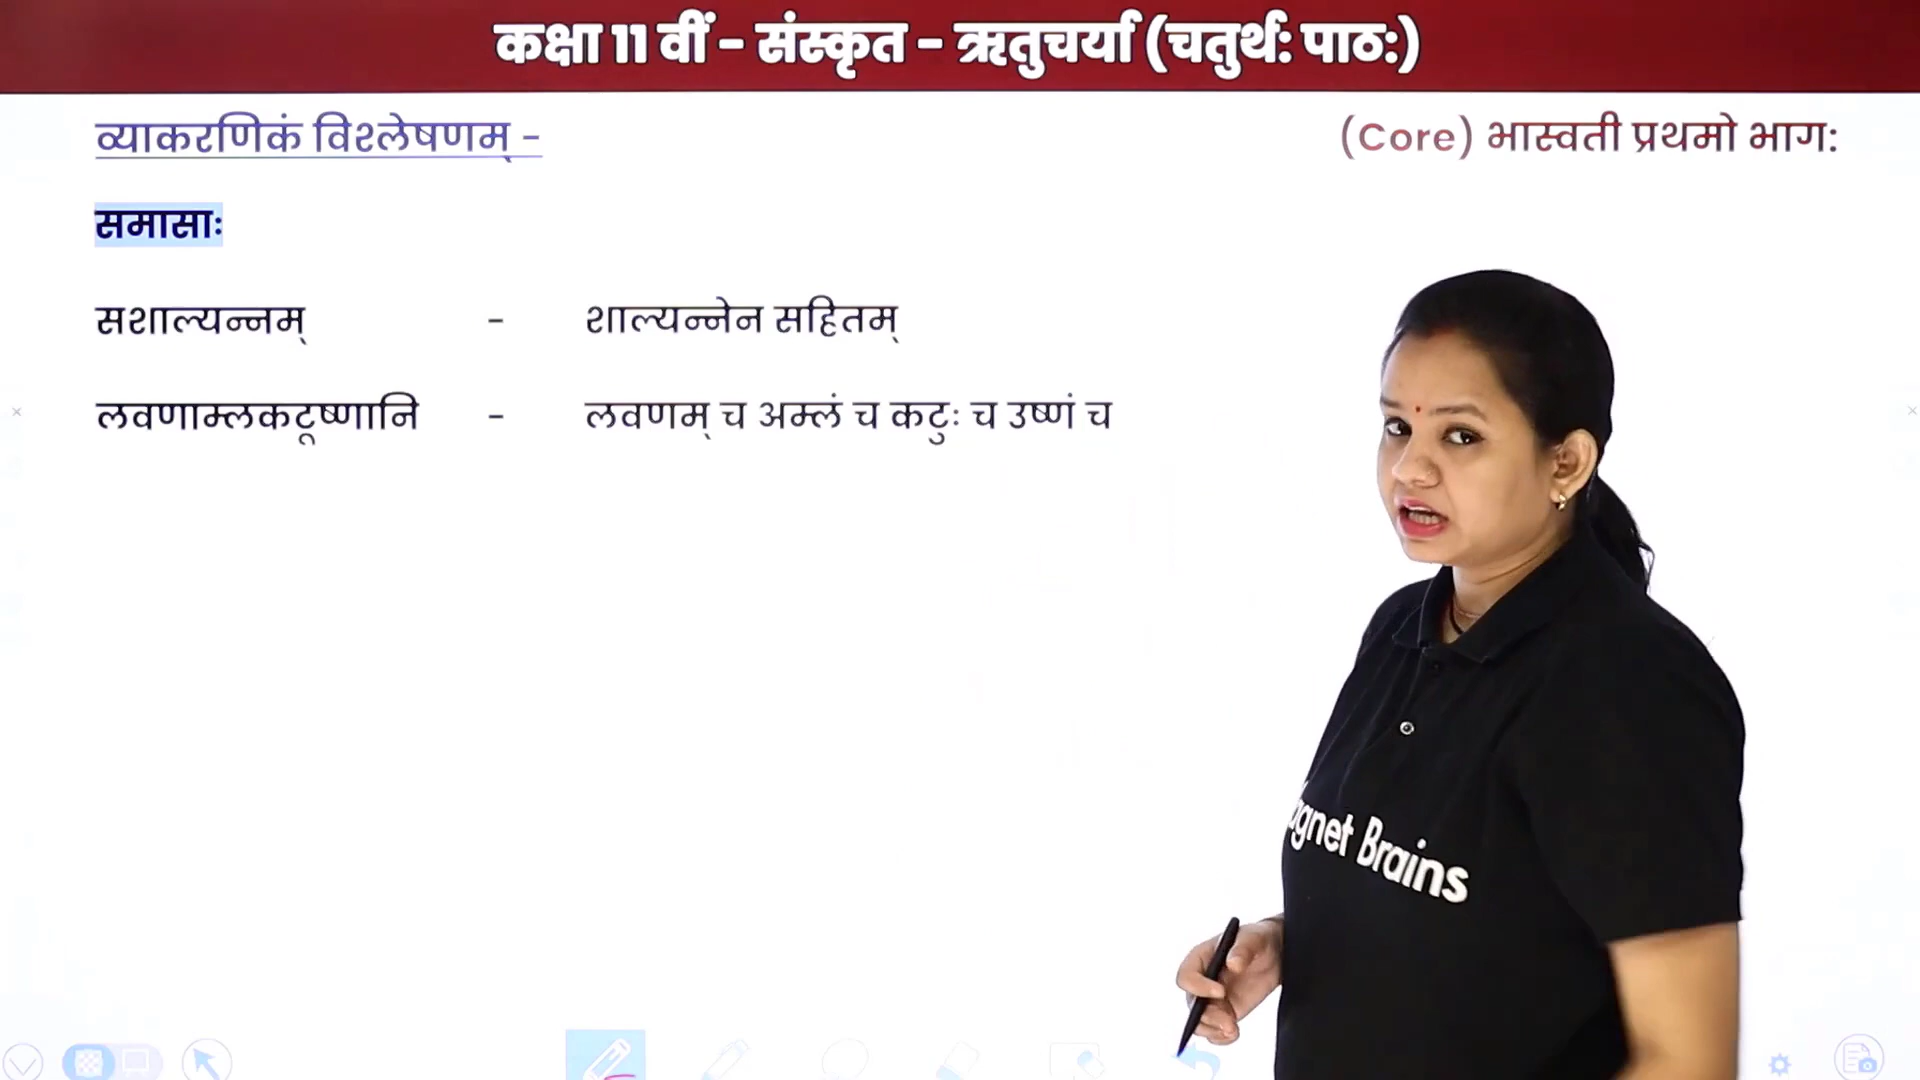 कक्षा 11 वीं - संस्कृत - ऋतुचर्या (चतुर्थ: पाठ:)
व्याकरणिकं विश्लेषणम् -
(Core) भास्वती प्रथमो भाग:
समासाः
सशाल्यन्नम् - शाल्यन्नेन सहितम्
लवणाम्लकटूष्णानि - लवणम् च अम्लं च कटुः च उष्णं च
agnet Brains